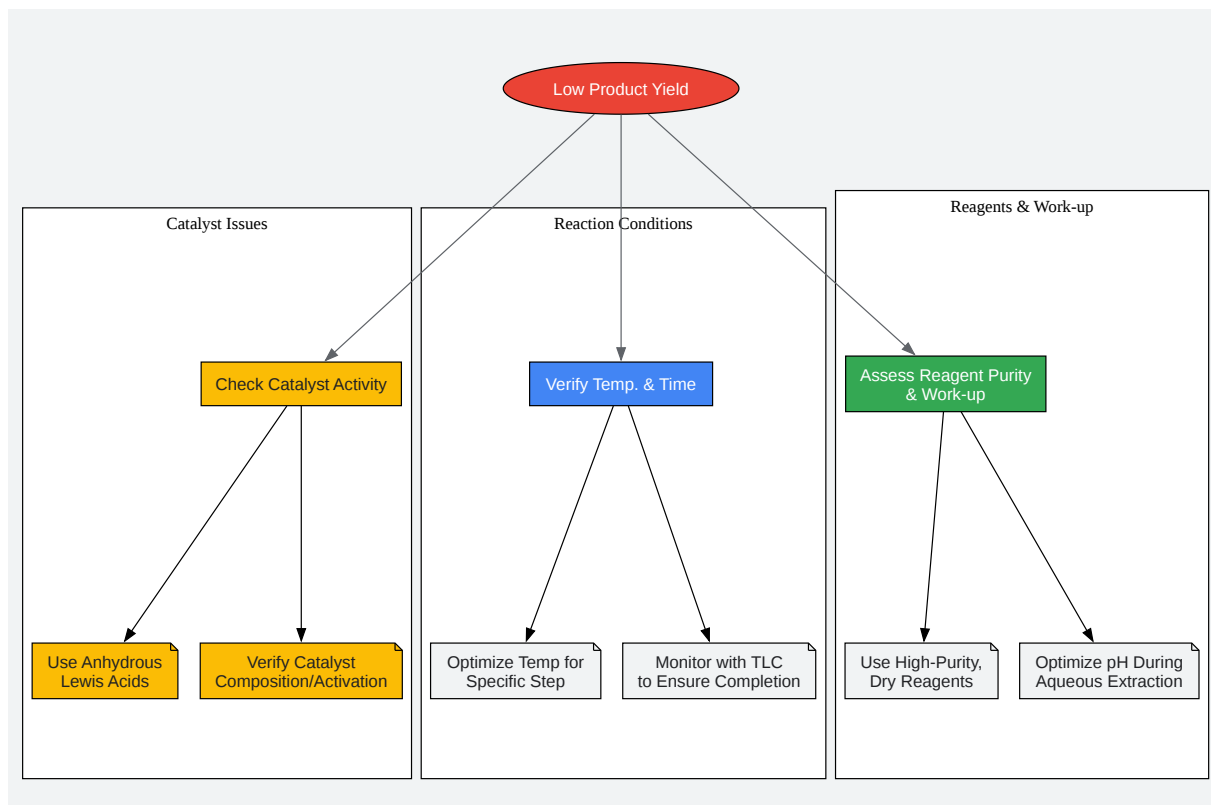 Low Product Yield
Catalyst Issues
Reaction Conditions
Reagents & Work-up
Check Catalyst Activity
Verify Temp. & Time
Assess Reagent Purity
& Work-up
Use Anhydrous
Lewis Acids
Verify Catalyst
Composition/Activation
Optimize Temp for
Specific Step
Monitor with TLC
to Ensure Completion
Use High-Purity,
Dry Reagents
Optimize pH During
Aqueous Extraction